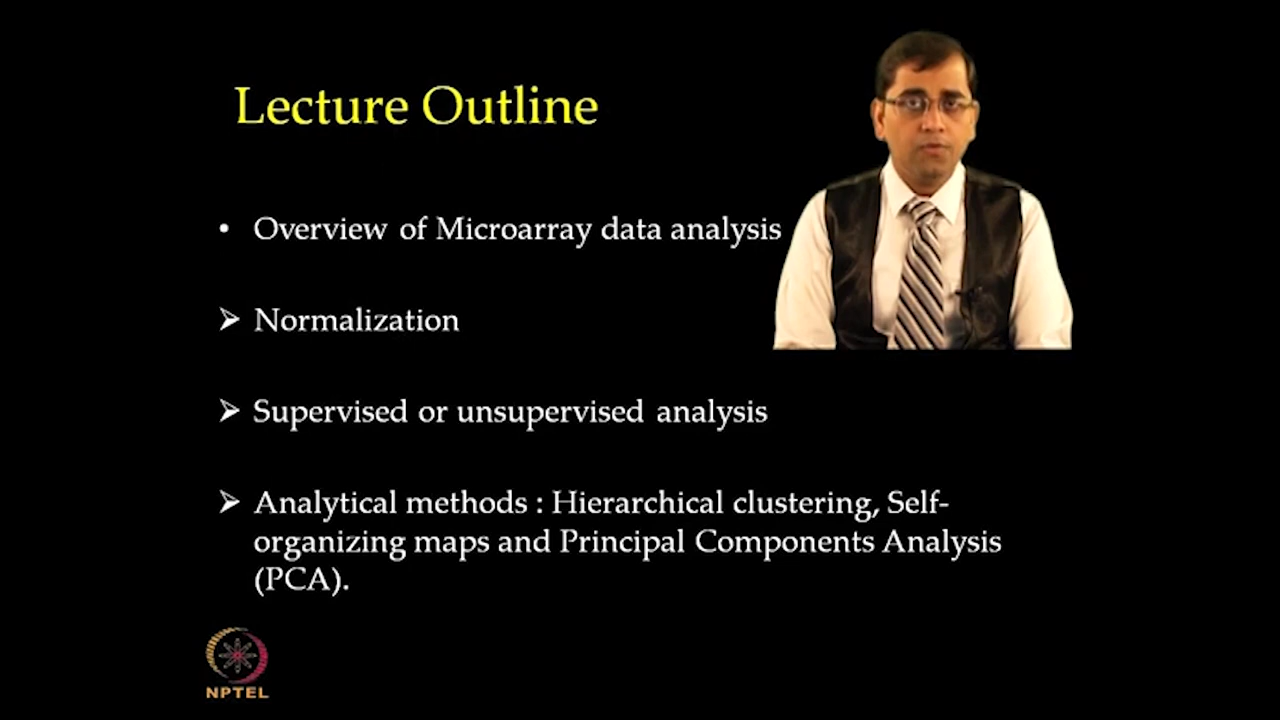 Lecture Outline
• Overview of Microarray data analysis
➢ Normalization
➢ Supervised or unsupervised analysis
➢ Analytical methods : Hierarchical clustering, Self-
organizing maps and Principal Components Analysis
(PCA).
NPTEL